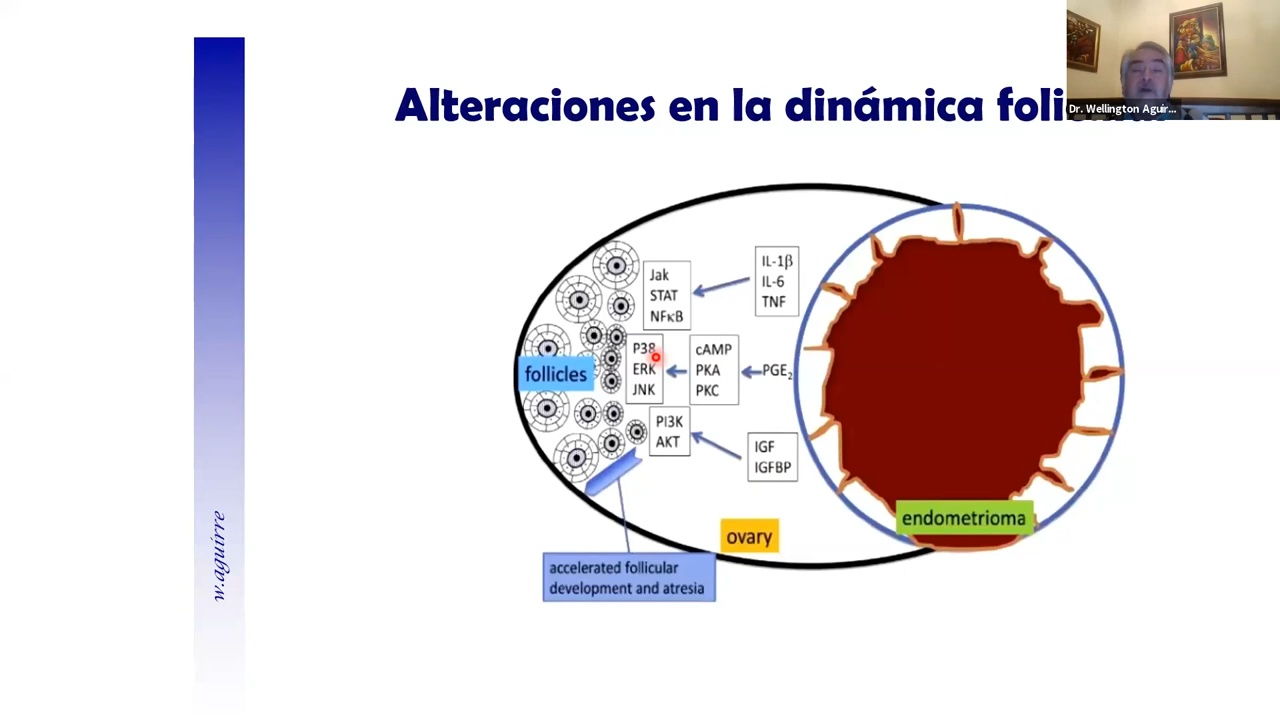 Alteraciones en la dinámica
Dr. Wellington Aguir...
Jak
STAT
NFκB
IL-1β
IL-6
TNF
P38
ERK
JNK
cAMP
PKA
PKC
PGE2
follicles
PI3K
AKT
IGF
IGFBP
endometrioma
ovary
accelerated follicular
development and atresia
w.aguirre